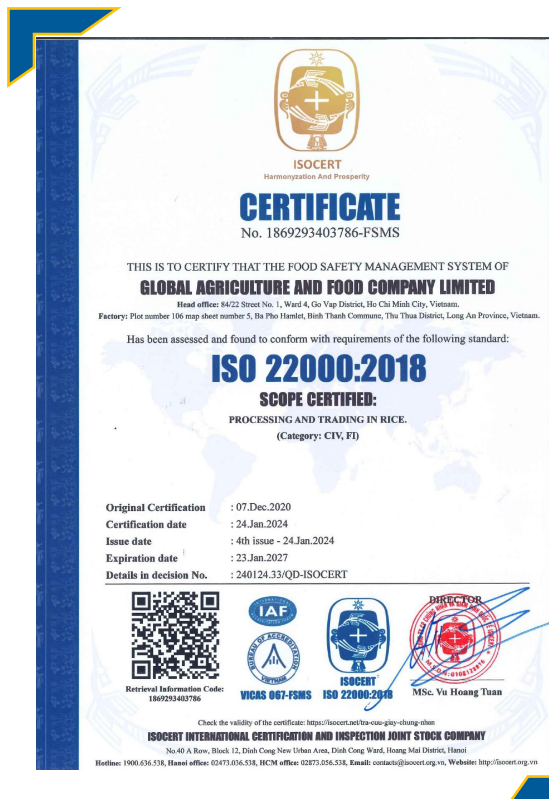 ISOCERT
Harmonyzation And Prosperity
CERTIFICATE
No. 1869293403786-FSMS
THIS IS TO CERTIFY THAT THE FOOD SAFETY MANAGEMENT SYSTEM OF
GLOBAL AGRICULTURE AND FOOD COMPANY LIMITED
Head office: 84/22 Street No. 1, Ward 4, Go Vap District, Ho Chi Minh City, Vietnam.
Factory: Plot number 106 map sheet number 5, Ba Pho Hamlet, Binh Thanh Commune, Thu Thua District, Long An Province, Vietnam.
Has been assessed and found to conform with requirements of the following standard:
ISO 22000:2018
SCOPE CERTIFIED:
PROCESSING AND TRADING IN RICE.
(Category: CIV, FI)
Original Certification : 07.Dec.2020
Certification date : 24.Jan.2024
Issue date : 4th issue - 24.Jan.2024
Expiration date : 23.Jan.2027
Details in decision No. : 240124.33/QD-ISOCERT
IAF
BUREAU OF ACCREDITATION
VIETNAM
VICAS 067-FSMS
ISOCERT
ISO 22000:2018
DIRECTOR
M.S.D.N: 0108128816
MSc. Vu Hoang Tuan
Retrieval Information Code:
1869293403786
Check the validity of the certificate: https://isocert.net/tra-cuu-giay-chung-nhan
ISOCERT INTERNATIONAL CERTIFICATION AND INSPECTION JOINT STOCK COMPANY
No.40 A Row, Block 12, Dinh Cong New Urban Area, Dinh Cong Ward, Hoang Mai District, Hanoi
Hotline: 1900.636.538, Hanoi office: 02473.036.538, HCM office: 02873.056.538, Email: contacts@isocert.org.vn, Website: http://isocert.org.vn